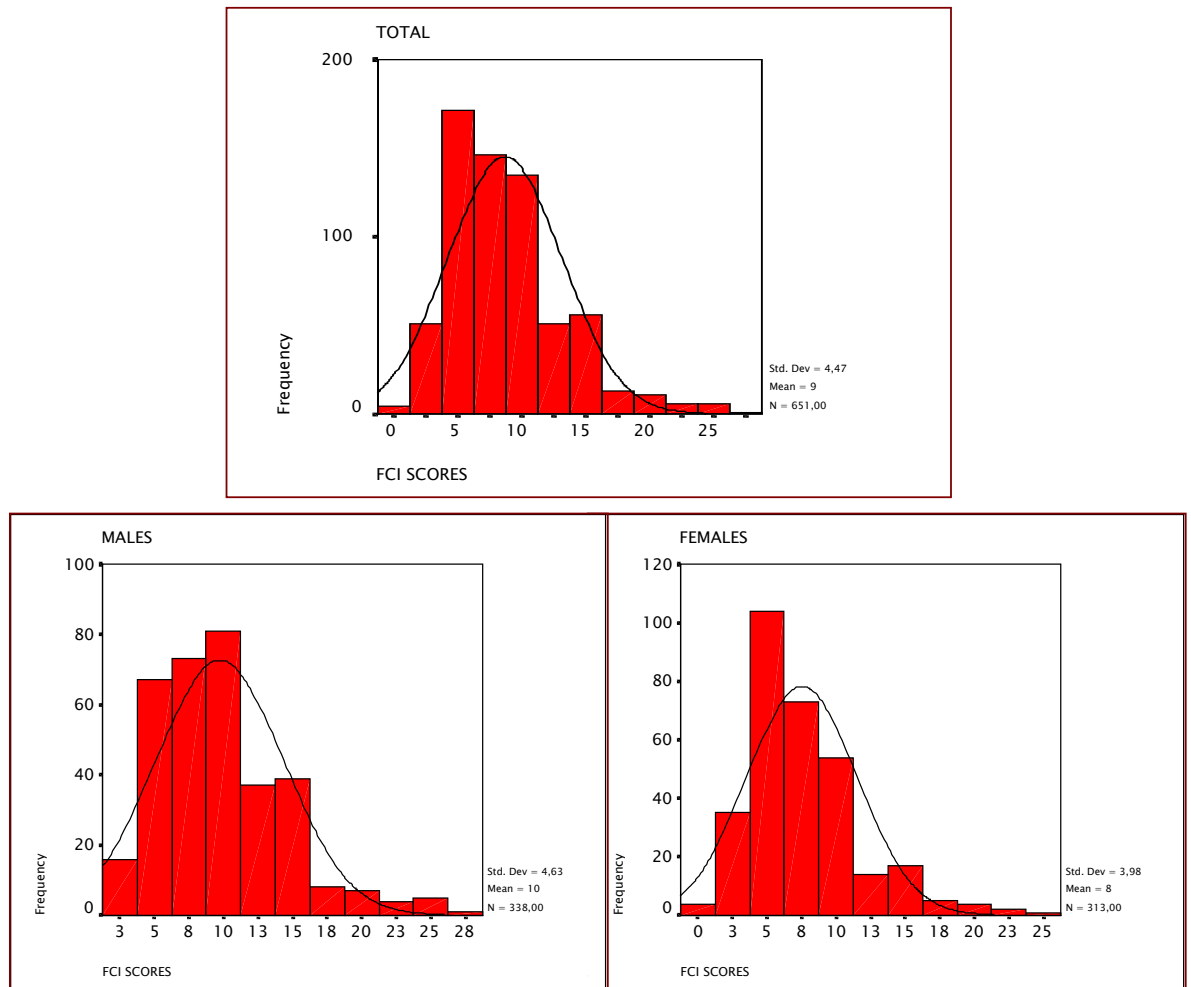 TOTAL
200
100
0
Frequency
0 5 10 15 20 25
FCI SCORES
Std. Dev = 4,47
Mean = 9
N = 651,00
MALES
100
80
60
40
20
0
Frequency
3 5 8 10 13 15 18 20 23 25 28
FCI SCORES
Std. Dev = 4,63
Mean = 10
N = 338,00
FEMALES
120
100
80
60
40
20
0
Frequency
0 3 5 8 10 13 15 18 20 23 25
FCI SCORES
Std. Dev = 3,98
Mean = 8
N = 313,00